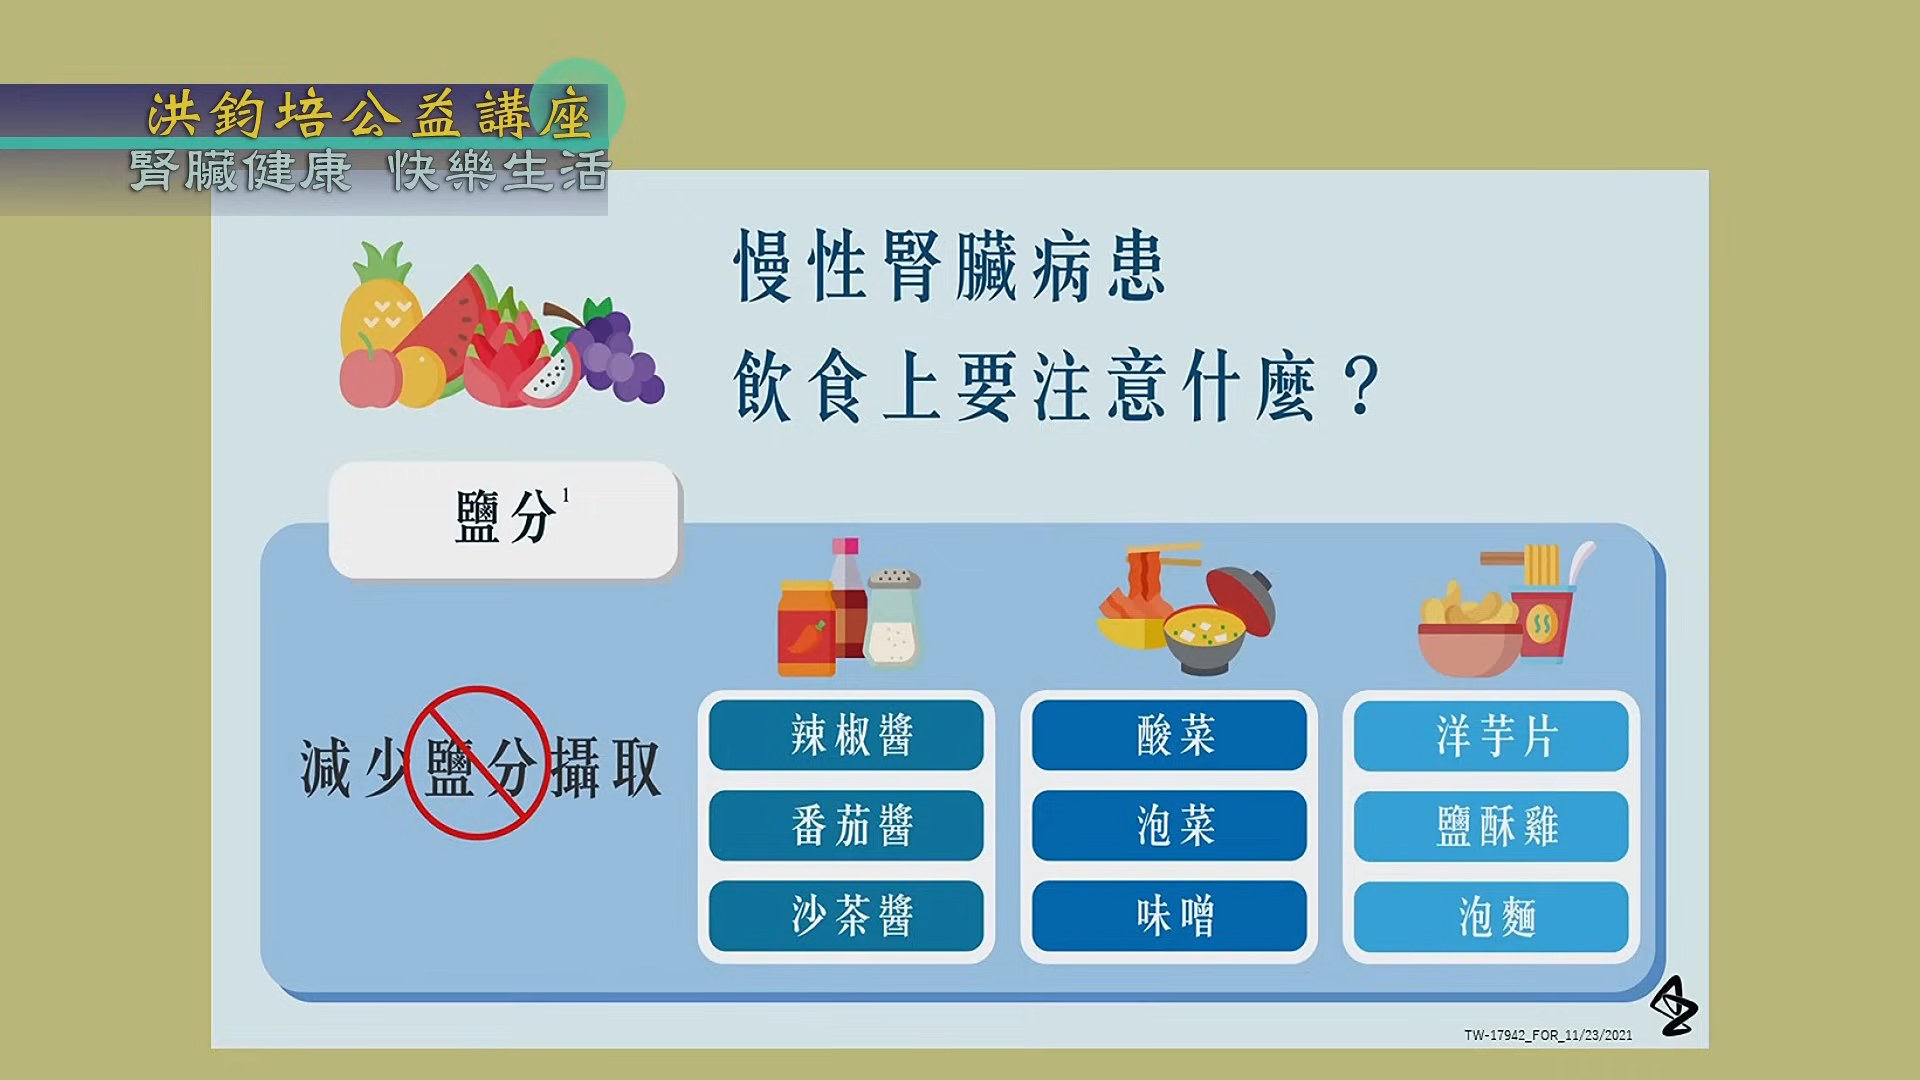 洪鈞培公益講座
腎臟健康 快樂生活
慢性腎臟病患
飲食上要注意什麼？
鹽分¹
減少鹽分攝取
辣椒醬
番茄醬
沙茶醬
酸菜
泡菜
味噌
洋芋片
鹽酥雞
泡麵
TW-17942_FOR_11/23/2021